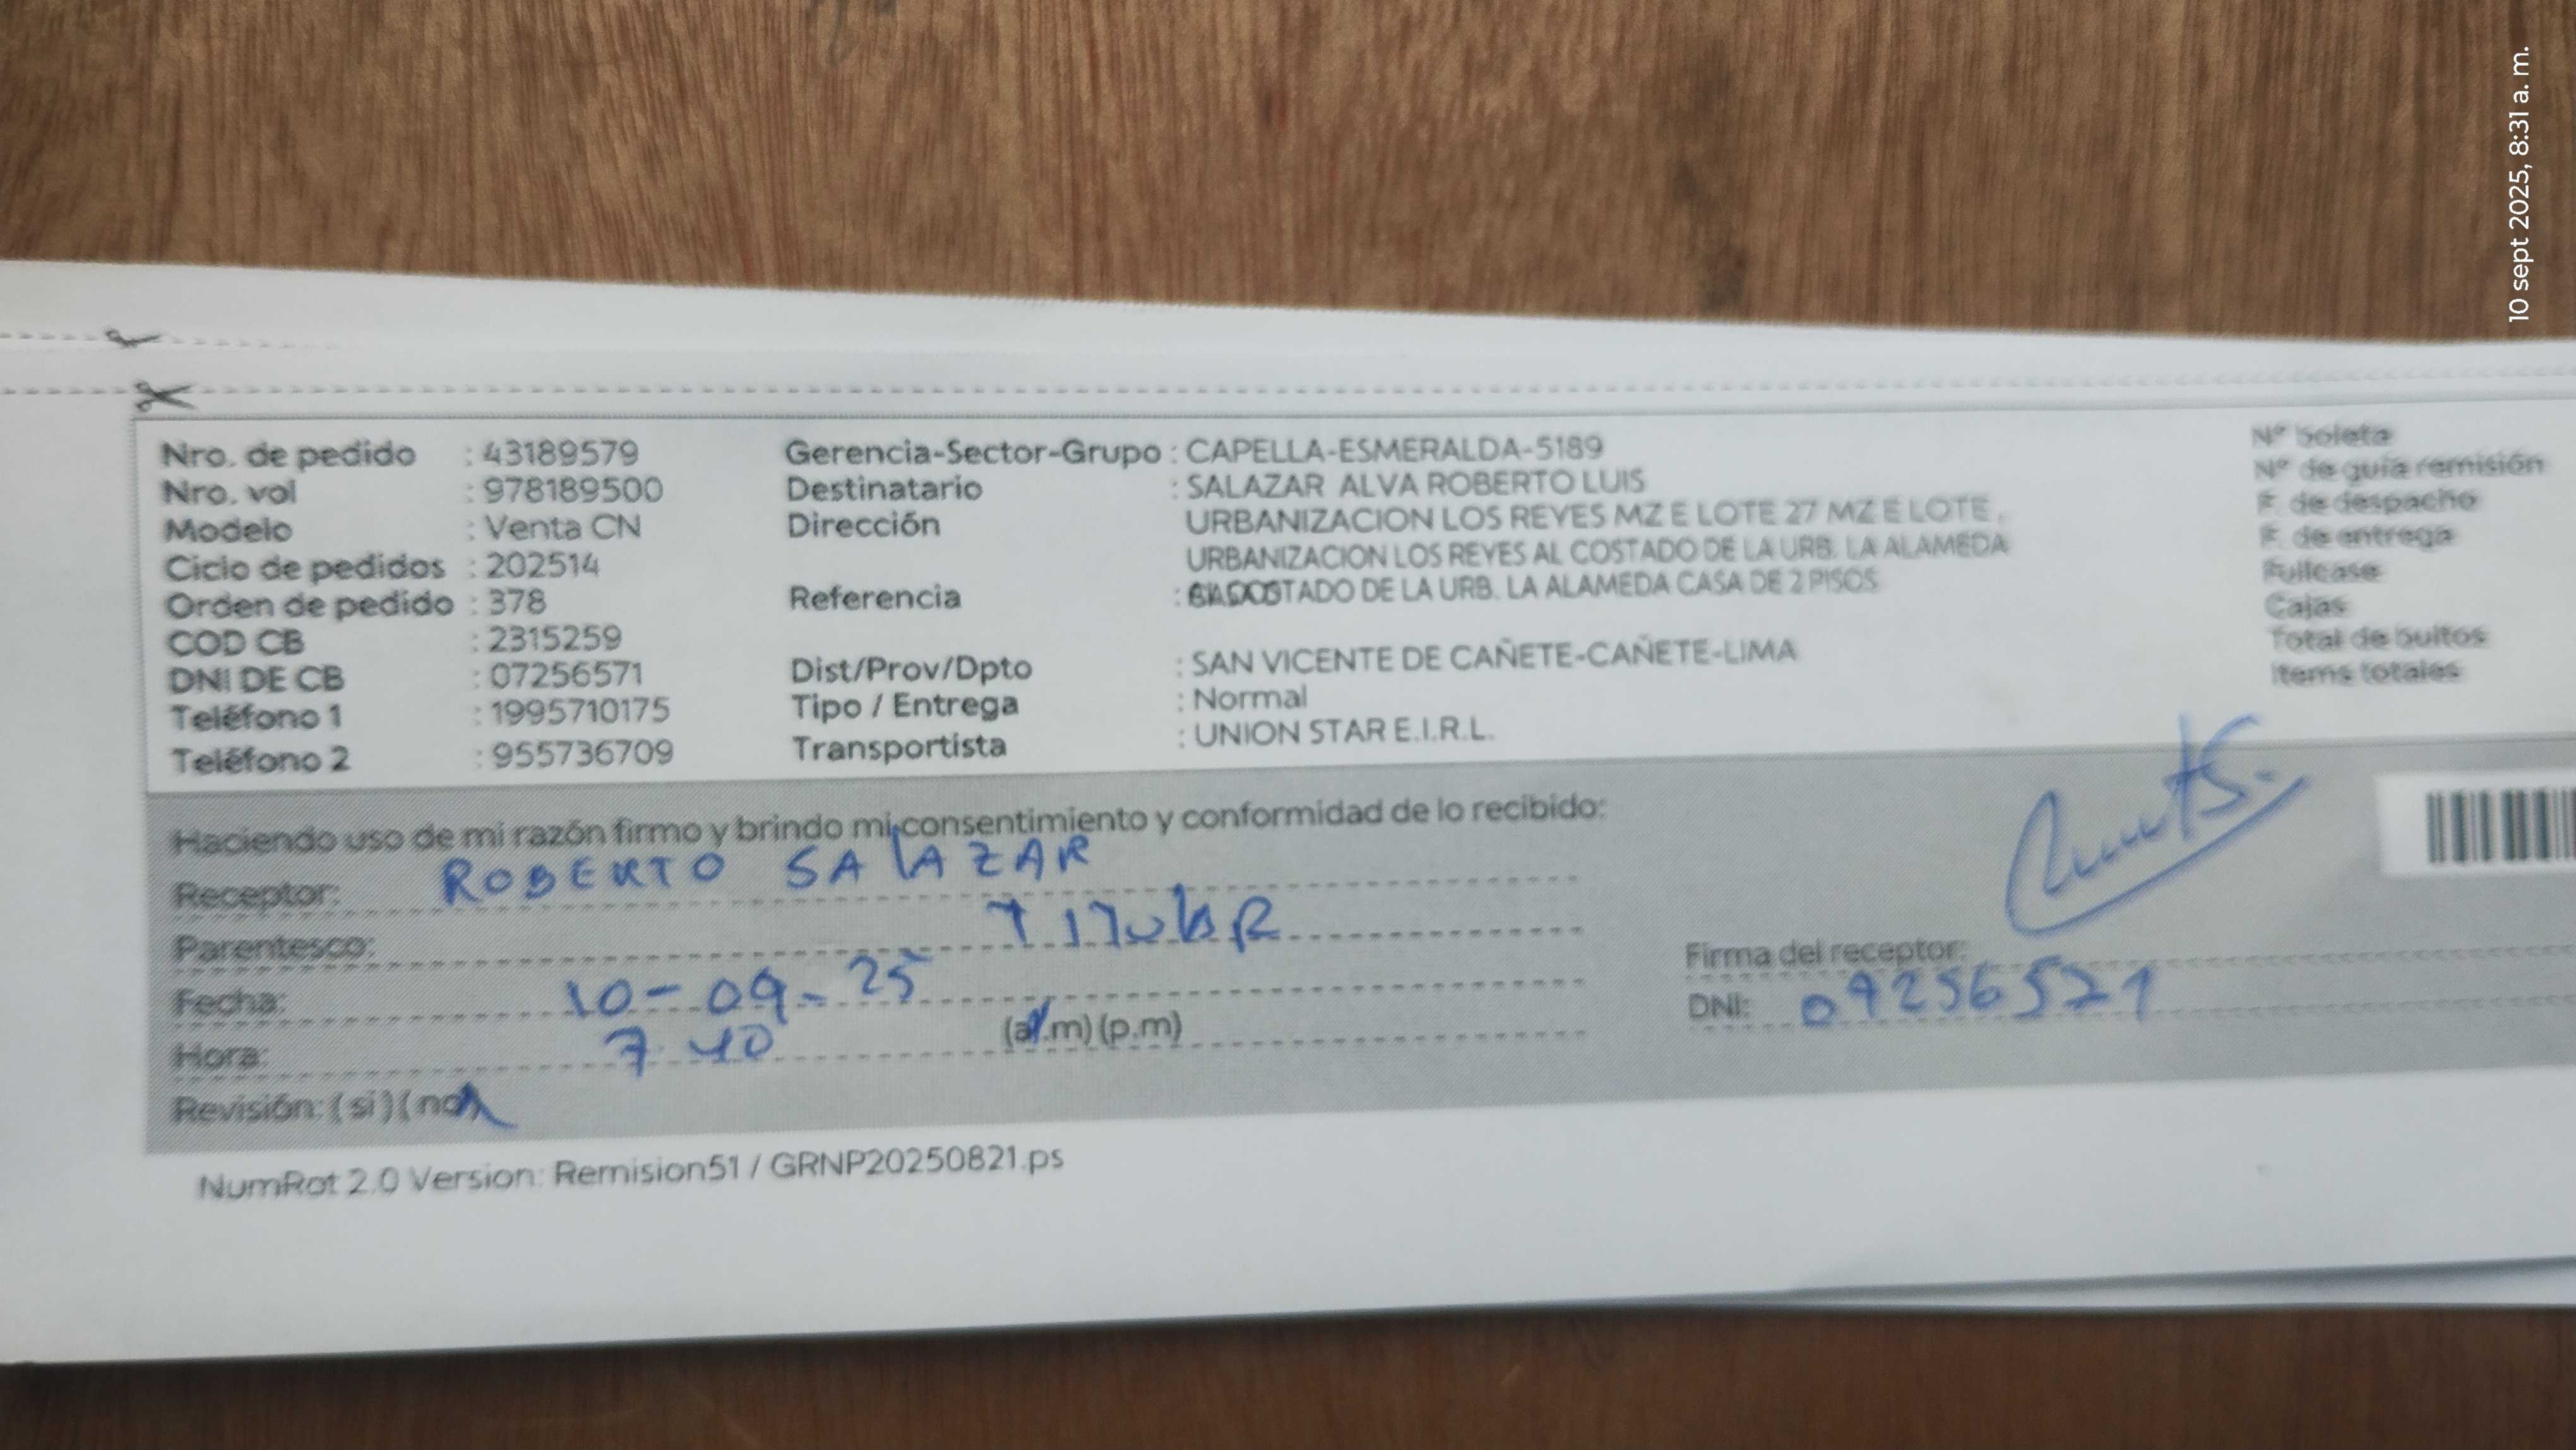 10 sept 2025, 8:31 a. m.
Nro. de pedido : 43189579
Nro. vol : 978189500
Modelo : Venta CN
Ciclo de pedidos : 202514
Orden de pedido : 378
COD CB : 2315259
DNI DE CB : 07256571
Teléfono 1 : 1995710175
Teléfono 2 : 955736709
Gerencia-Sector-Grupo : CAPELLA-ESMERALDA-5189
Destinatario : SALAZAR ALVA ROBERTO LUIS
Dirección URBANIZACION LOS REYES MZ E LOTE 27 MZ E LOTE ,
URBANIZACION LOS REYES AL COSTADO DE LA URB. LA ALAMEDA
Referencia : COSTADO DE LA URB. LA ALAMEDA CASA DE 2 PISOS
Dist/Prov/Dpto : SAN VICENTE DE CAÑETE-CAÑETE-LIMA
Tipo / Entrega : Normal
Transportista : UNION STAR E.I.R.L.
N° boleta
N° de guía remisión
F. de despacho
F. de entrega
Fullcase
Cajas
Total de bultos
Items totales
Haciendo uso de mi razón firmo y brindo mi consentimiento y conformidad de lo recibido:
Receptor: ROBERTO SALAZAR
Parentesco: TITULAR
Fecha: 10-09-25
Hora: 7 40 (a.m) (p.m)
Revisión: (si) (no)
Firma del receptor:
DNI:
NumRot 2.0 Version: Remision51 / GRNP20250821.ps